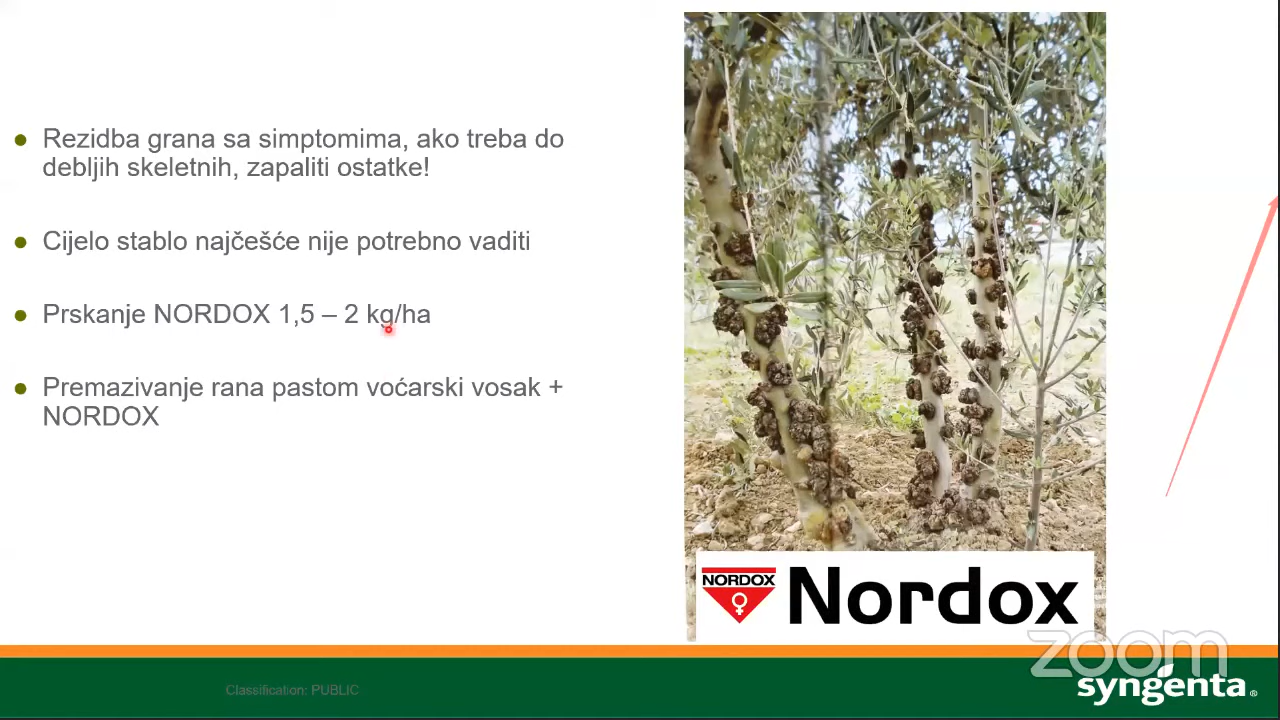 Rezidba grana sa simptomima, ako treba do
debljih skeletnih, zapaliti ostatke!
Cijelo stablo najčešće nije potrebno vaditi
Prskanje NORDOX 1,5 – 2 kg/ha
Premazivanje rana pastom voćarski vosak +
NORDOX
NORDOX
Nordox
zoom
Classification: PUBLIC
syngenta®